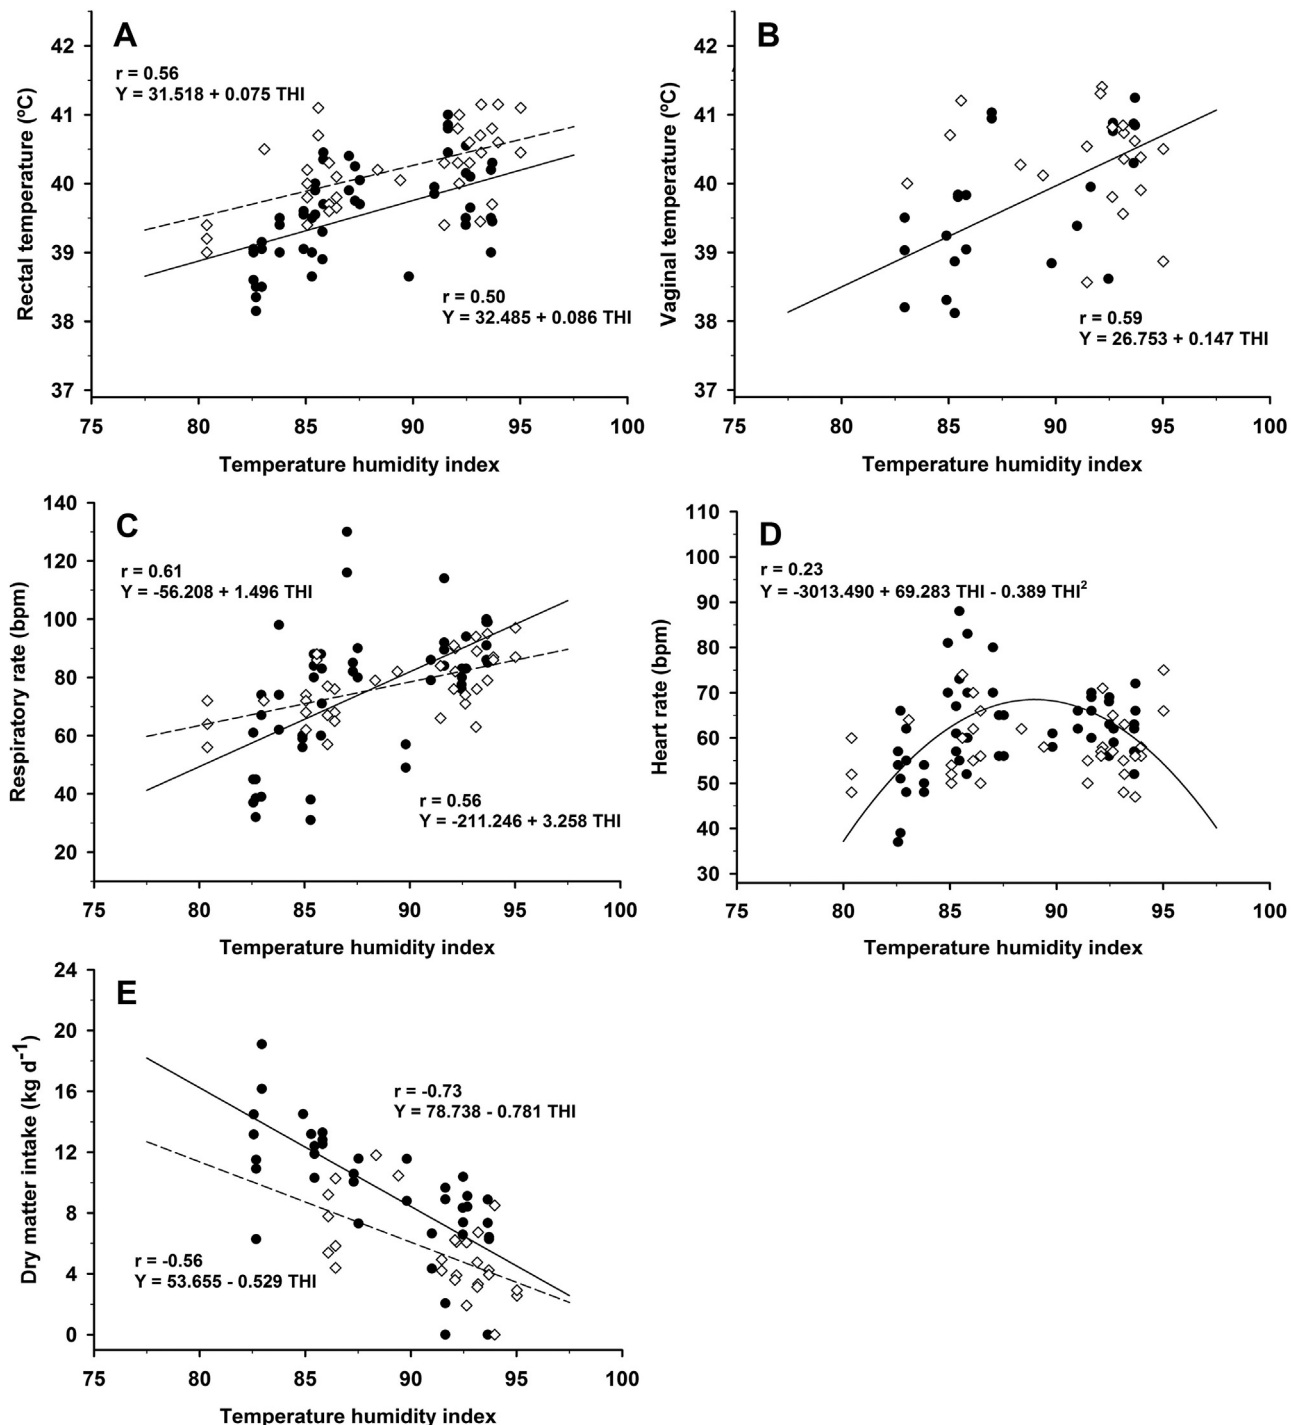 A
r = 0.56
Y = 31.518 + 0.075 THI
r = 0.50
Y = 32.485 + 0.086 THI
Rectal temperature (ºC)
42
41
40
39
38
37
75 80 85 90 95 100
Temperature humidity index
B
r = 0.59
Y = 26.753 + 0.147 THI
Vaginal temperature (ºC)
42
41
40
39
38
37
75 80 85 90 95 100
Temperature humidity index
C
r = 0.61
Y = -56.208 + 1.496 THI
r = 0.56
Y = -211.246 + 3.258 THI
Respiratory rate (bpm)
140
120
100
80
60
40
20
75 80 85 90 95 100
Temperature humidity index
D
r = 0.23
Y = -3013.490 + 69.283 THI - 0.389 THI²
Heart rate (bpm)
110
100
90
80
70
60
50
40
30
75 80 85 90 95 100
Temperature humidity index
E
r = -0.73
Y = 78.738 - 0.781 THI
r = -0.56
Y = 53.655 - 0.529 THI
Dry matter intake (kg d⁻¹)
24
20
16
12
8
4
0
75 80 85 90 95 100
Temperature humidity index